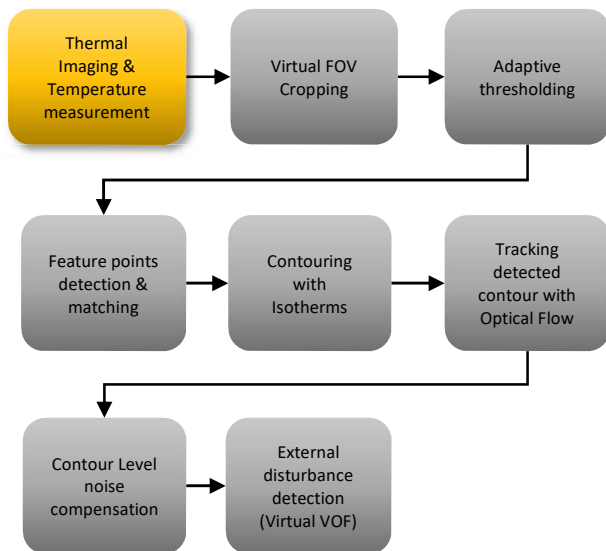 Thermal
Imaging &
Temperature
measurement
Virtual FOV
Cropping
Adaptive
thresholding
Feature points
detection &
matching
Contouring
with
Isotherms
Tracking
detected
contour with
Optical Flow
Contour Level
noise
compensation
External
disturbance
detection
(Virtual VOF)